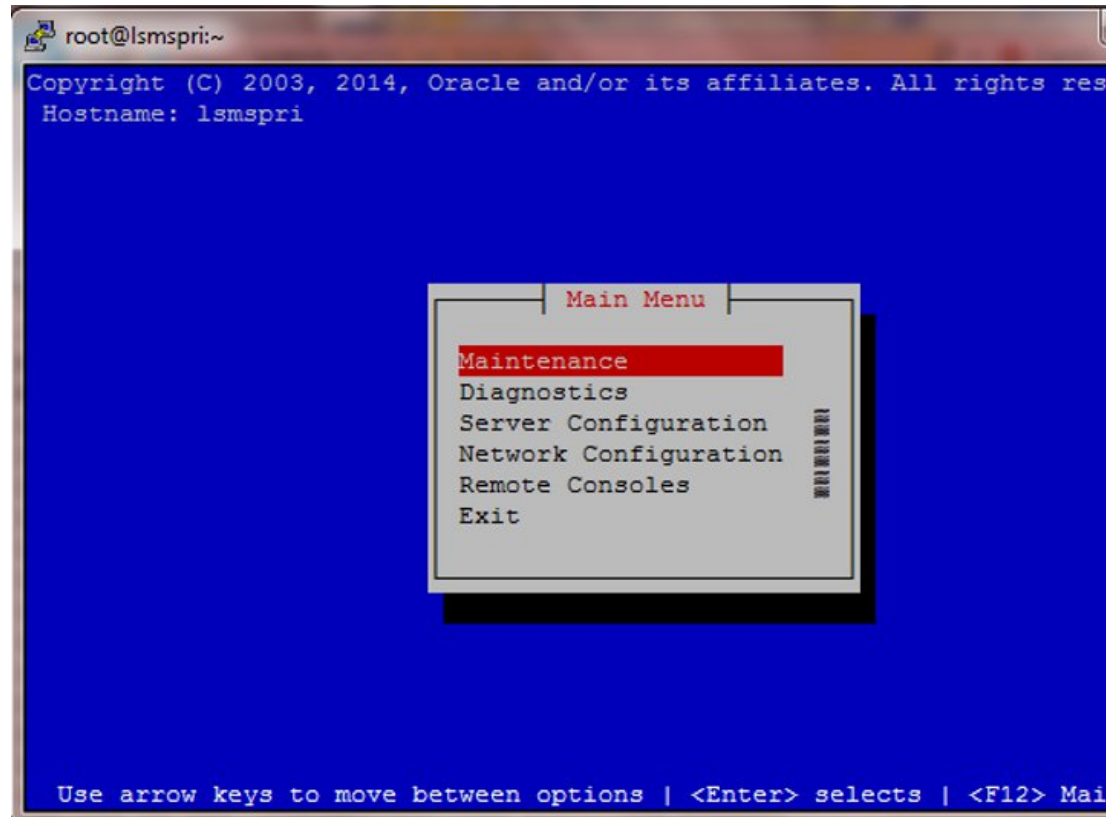 root@lsmspri:~
Copyright (C) 2003, 2014, Oracle and/or its affiliates. All rights res
Hostname: lsmspri
Main Menu
Maintenance
Diagnostics
Server Configuration
Network Configuration
Remote Consoles
Exit
Use arrow keys to move between options | <Enter> selects | <F12> Mai